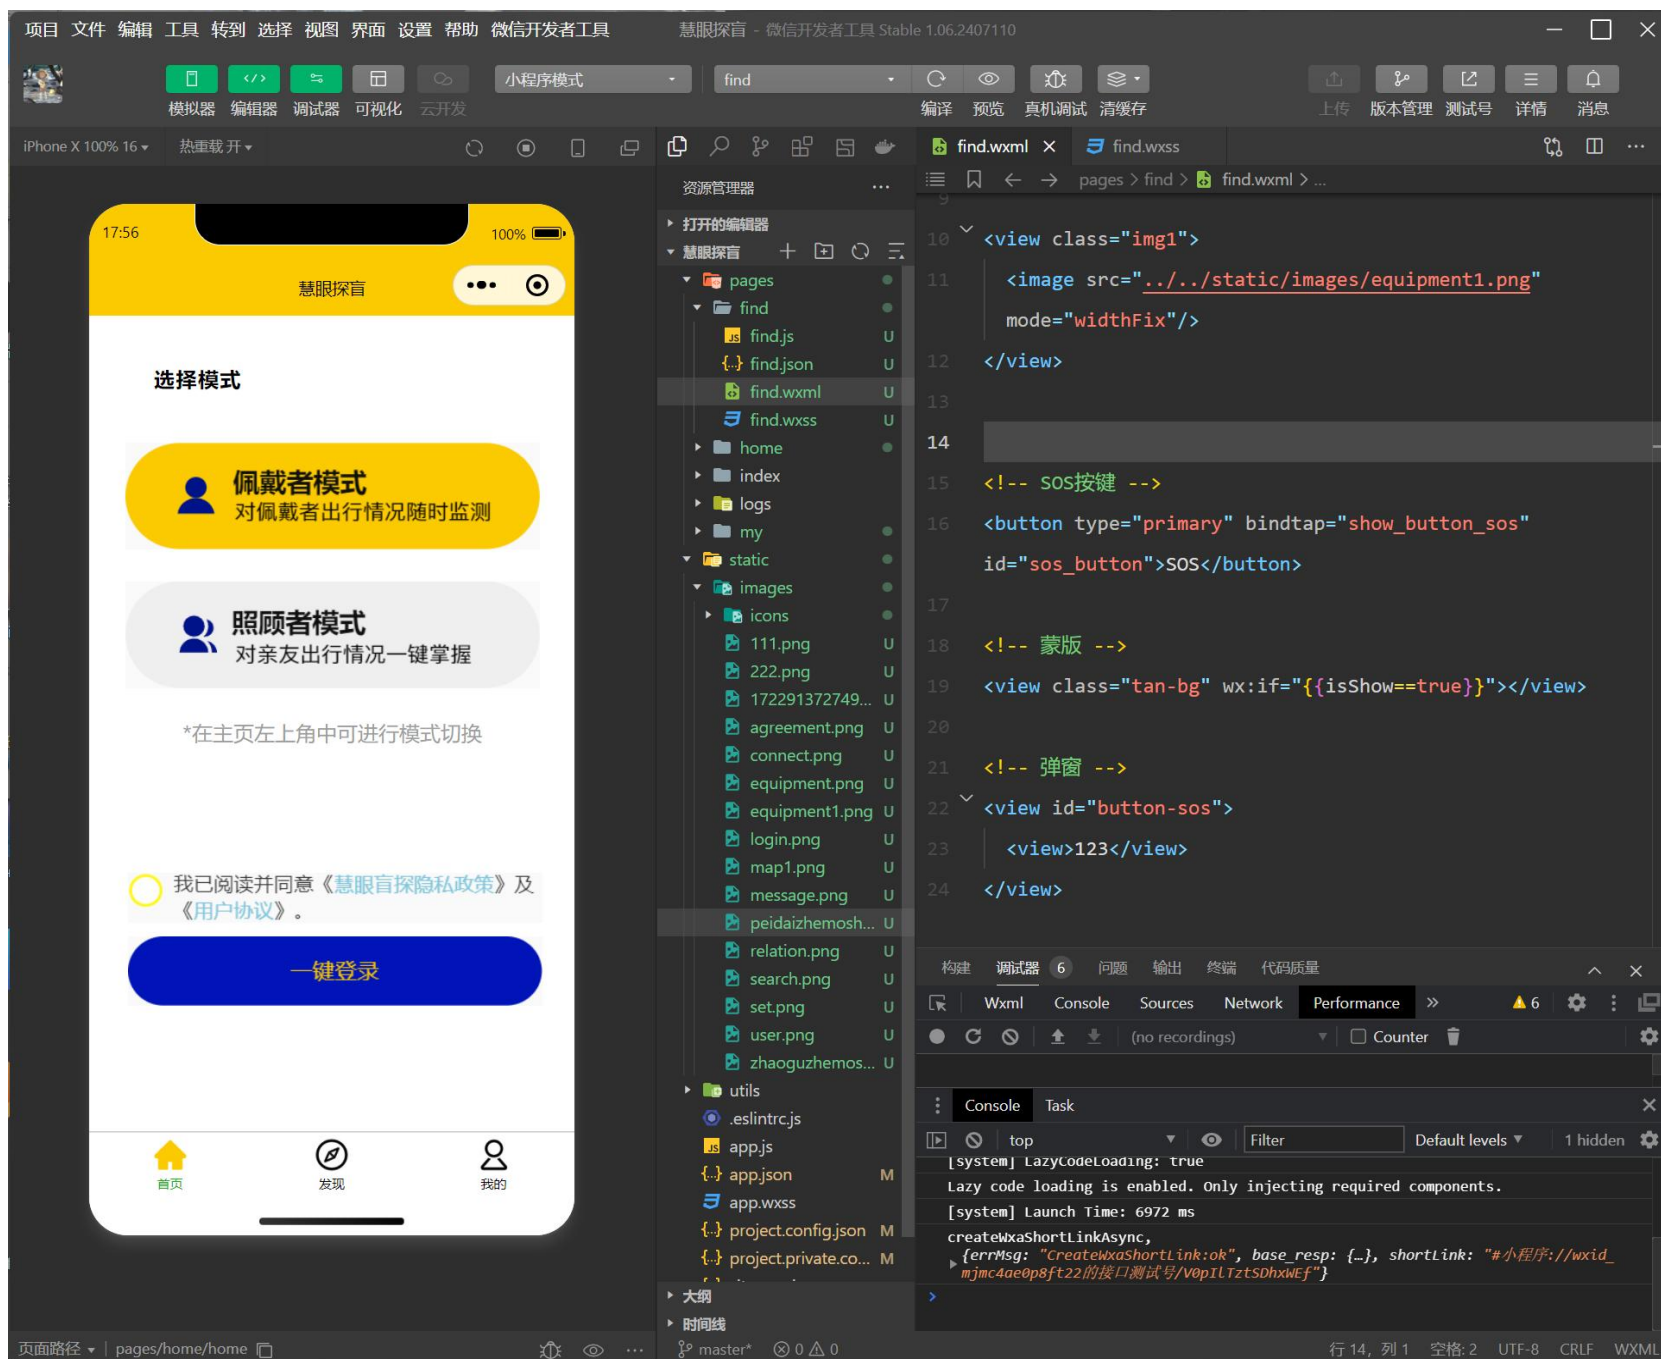 项目 文件 编辑 工具 转到 选择 视图 界面 设置 帮助 微信开发者工具 慧眼探盲 - 微信开发者工具 Stable 1.06.2407110
小程序模式 find
模拟器 编辑器 调试器 可视化 云开发 编译 预览 真机调试 清缓存 上传 版本管理 测试号 详情 消息
iPhone X 100% 16 热重载 开
17:56 100%
慧眼探盲
选择模式
佩戴者模式
对佩戴者出行情况随时监测
照顾者模式
对亲友出行情况一键掌握
*在主页左上角中可进行模式切换
我已阅读并同意《慧眼盲探隐私政策》及
《用户协议》。
一键登录
首页 发现 我的
页面路径 pages/home/home
资源管理器
打开的编辑器
慧眼探盲
pages
find
find.js U
find.json U
find.wxml U
find.wxss U
home
index
logs
my
static
images
icons
111.png U
222.png U
172291372749... U
agreement.png U
connect.png U
equipment.png U
equipment1.png U
login.png U
map1.png U
message.png U
peidaizhemosh... U
relation.png U
search.png U
set.png U
user.png U
zhaoguzhemos... U
utils
.eslintrc.js
app.js
app.json M
app.wxss
project.config.json M
project.private.co... M
大纲
时间线
master* 0 0
find.wxml find.wxss
pages > find > find.wxml > ...
9
10 <view class="img1">
11 <image src="../../static/images/equipment1.png"
mode="widthFix"/>
12 </view>
13
14
15 <!-- SOS按键 -->
16 <button type="primary" bindtap="show_button_sos"
id="sos_button">SOS</button>
17
18 <!-- 蒙版 -->
19 <view class="tan-bg" wx:if="{{isShow==true}}"></view>
20
21 <!-- 弹窗 -->
22 <view id="button-sos">
23 <view>123</view>
24 </view>
构建 调试器 6 问题 输出 终端 代码质量
Wxml Console Sources Network Performance 6
(no recordings) Counter
Console Task
top Filter Default levels 1 hidden
[system] LazyCodeLoading: true
Lazy code loading is enabled. Only injecting required components.
[system] Launch Time: 6972 ms
createWxaShortLinkAsync,
{errMsg: "CreateWxaShortLink:ok", base_resp: {…}, shortLink: "#小程序://wxid_
mjmc4ae0p8ft22的接口测试号/V0pIlTztSDhxWEf"}
行 14，列 1 空格: 2 UTF-8 CRLF WXML